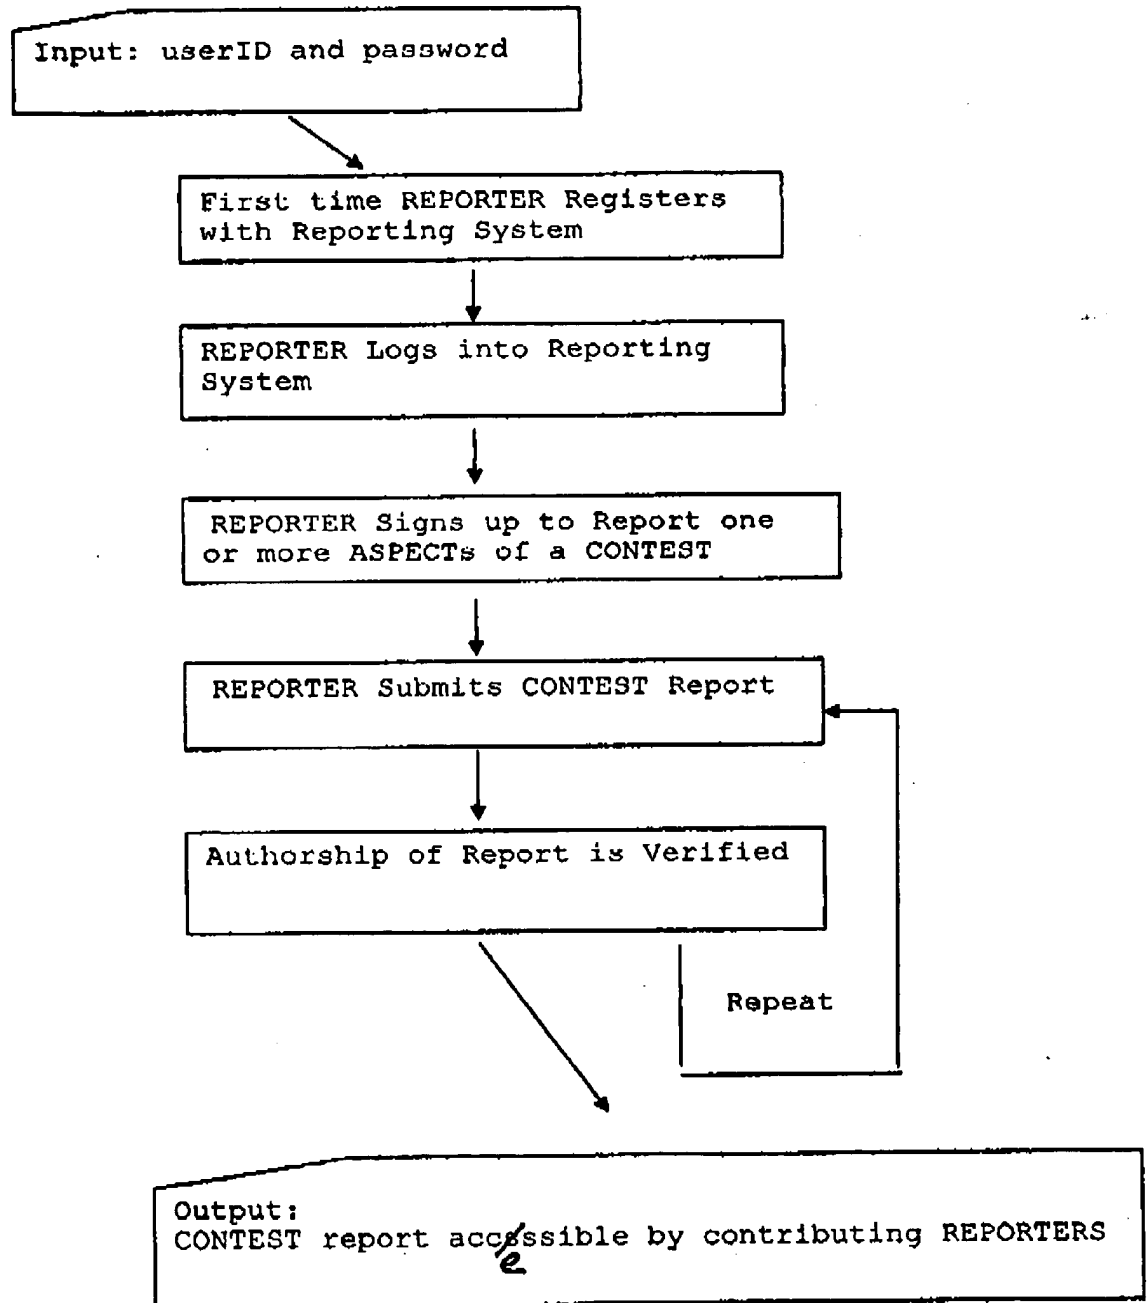 Input: userID and password
First time REPORTER Registers
with Reporting System
REPORTER Logs into Reporting
System
REPORTER Signs up to Report one
or more ASPECTs of a CONTEST
REPORTER Submits CONTEST Report
Authorship of Report is Verified
Repeat
Output:
CONTEST report accessible by contributing REPORTERS
e